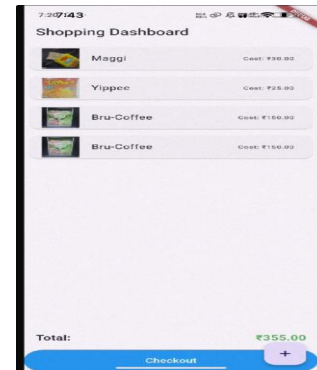 Shopping Dashboard
Maggi Cost: ₹30.00
Yippee Cost: ₹25.00
Bru-Coffee Cost: ₹150.00
Bru-Coffee Cost: ₹150.00
Total: ₹355.00
Checkout +